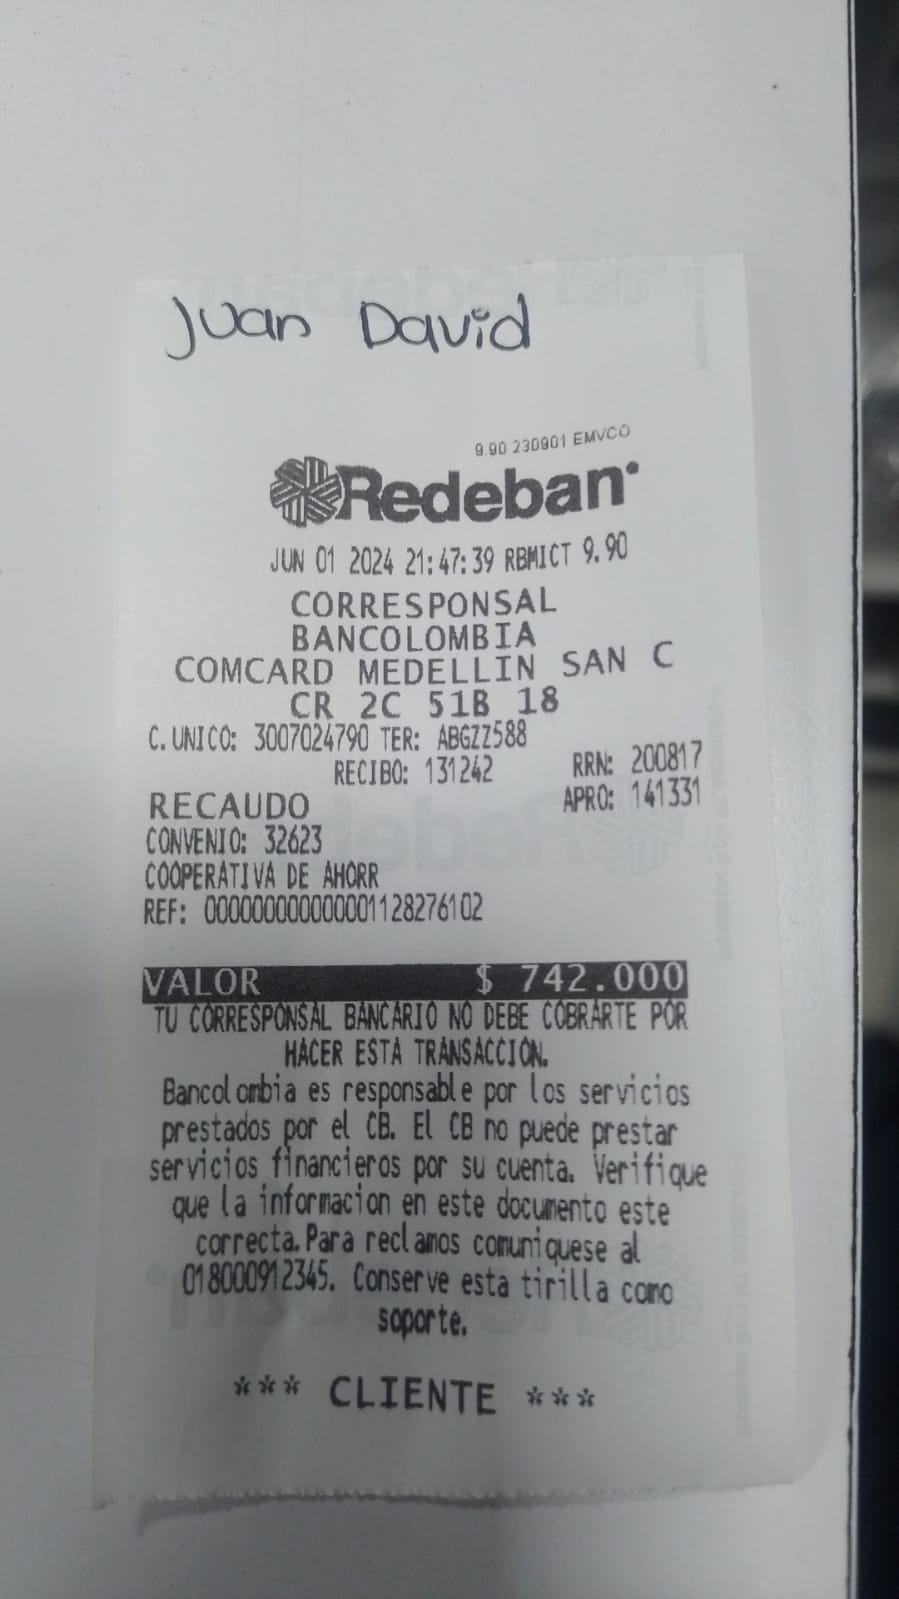 Juan David
9.90 230901 EMVCO
Redeban
JUN 01 2024 21:47:39 RBMICT 9.90
CORRESPONSAL
BANCOLOMBIA
COMCARD MEDELLIN SAN C
CR 2C 51B 18
C.UNICO: 3007024790 TER: ABGZZ588
RECIBO: 131242 RRN: 200817
RECAUDO APRO: 141331
CONVENIO: 32623
COOPERATIVA DE AHORR
REF: 00000000000001128276102
VALOR $ 742.000
TU CORRESPONSAL BANCARIO NO DEBE COBRARTE POR
HACER ESTA TRANSACCION.
Bancolombia es responsable por los servicios
prestados por el CB. El CB no puede prestar
servicios financieros por su cuenta. Verifique
que la informacion en este documento este
correcta.Para reclamos comuniquese al
018000912345. Conserve esta tirilla como
soporte.
*** CLIENTE ***